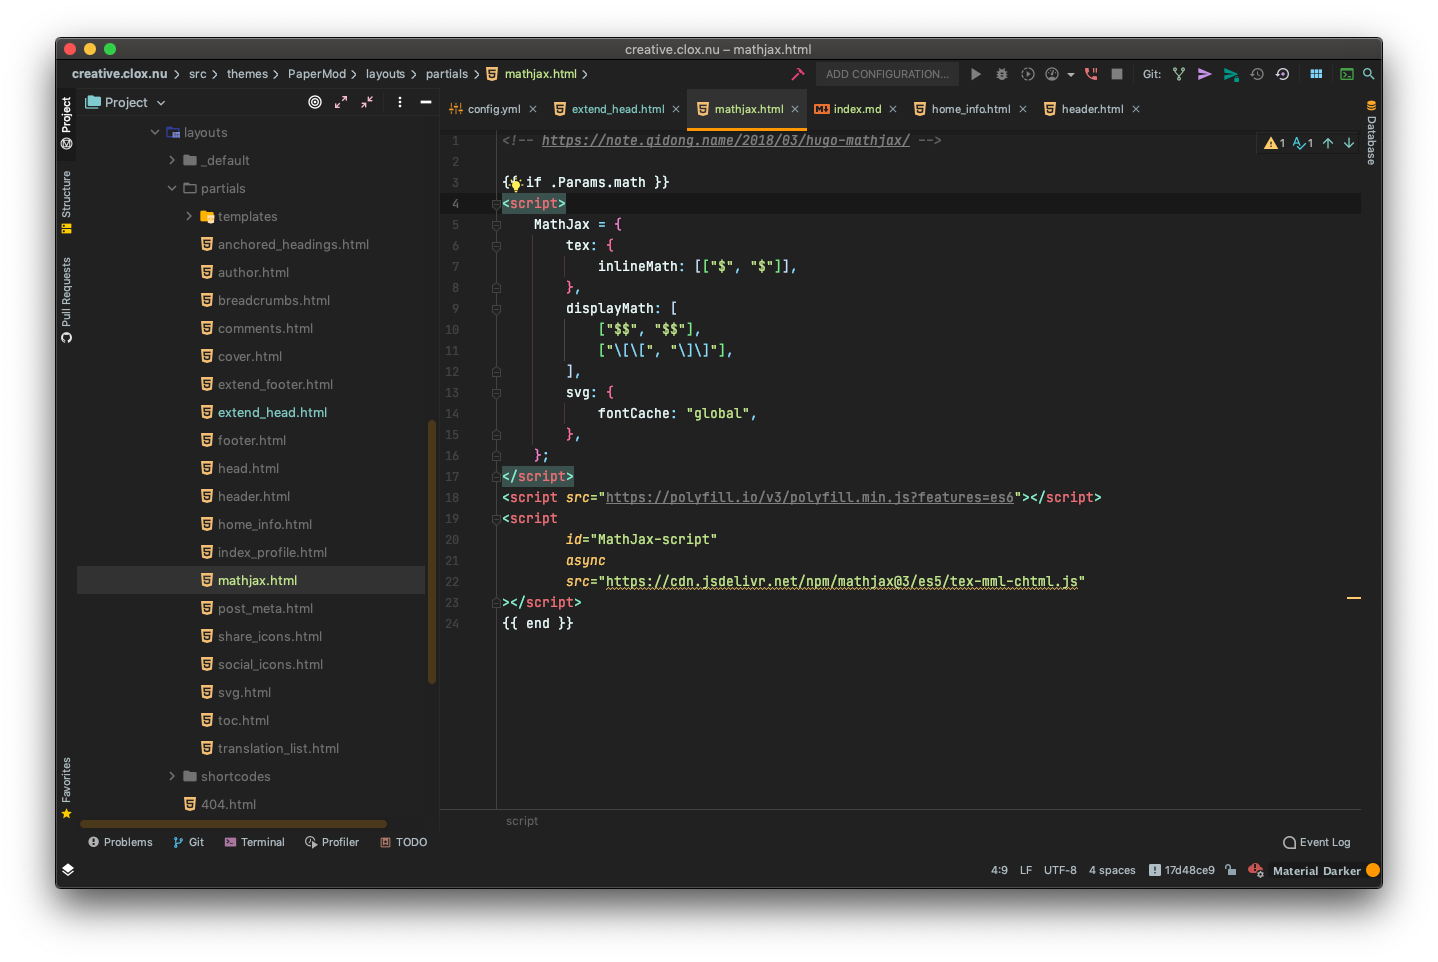 creative.clox.nu – mathjax.html
creative.clox.nu
src
themes
PaperMod
layouts
partials
mathjax.html
ADD CONFIGURATION...
Git:
Project
Structure
Pull Requests
Favorites
Project
layouts
_default
partials
templates
anchored_headings.html
author.html
breadcrumbs.html
comments.html
cover.html
extend_footer.html
extend_head.html
footer.html
head.html
header.html
home_info.html
index_profile.html
mathjax.html
post_meta.html
share_icons.html
social_icons.html
svg.html
toc.html
translation_list.html
shortcodes
404.html
config.yml
extend_head.html
mathjax.html
index.md
home_info.html
header.html
Database
1 1
1 <!-- https://note.qidong.name/2018/03/hugo-mathjax/ -->
2
3 {{ if .Params.math }}
4 <script>
5 MathJax = {
6 tex: {
7 inlineMath: [["$", "$"]],
8 },
9 displayMath: [
10 ["$$", "$$"],
11 ["\[\[", "\]\]"],
12 ],
13 svg: {
14 fontCache: "global",
15 },
16 };
17 </script>
18 <script src="https://polyfill.io/v3/polyfill.min.js?features=es6"></script>
19 <script
20 id="MathJax-script"
21 async
22 src="https://cdn.jsdelivr.net/npm/mathjax@3/es5/tex-mml-chtml.js"
23 ></script>
24 {{ end }}
script
Problems
Git
Terminal
Profiler
TODO
Event Log
4:9 LF UTF-8 4 spaces 17d48ce9 Material Darker